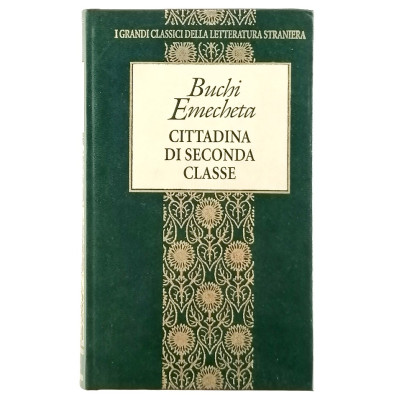 I GRANDI CLASSICI DELLA LETTERATURA STRANIERA
Buchi
Emecheta
CITTADINA
DI SECONDA
CLASSE